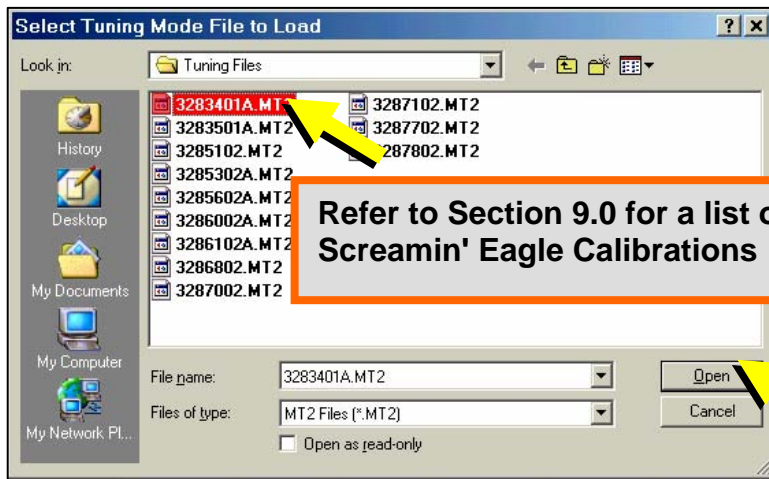 Select Tuning Mode File to Load
Look in:
Tuning Files
History
Desktop
My Documents
My Computer
My Network Pl...
3283401A.MT2
3283501A.MT2
3285102.MT2
3285302A.MT2
3285602A.MT2
3286002A.MT2
3286102A.MT2
3286802.MT2
3287002.MT2
3287102.MT2
3287702.MT2
3287802.MT2
Refer to Section 9.0 for a list
Screamin' Eagle Calibrations
File name:
3283401A.MT2
Open
Files of type:
MT2 Files (*.MT2)
Cancel
Open as read-only